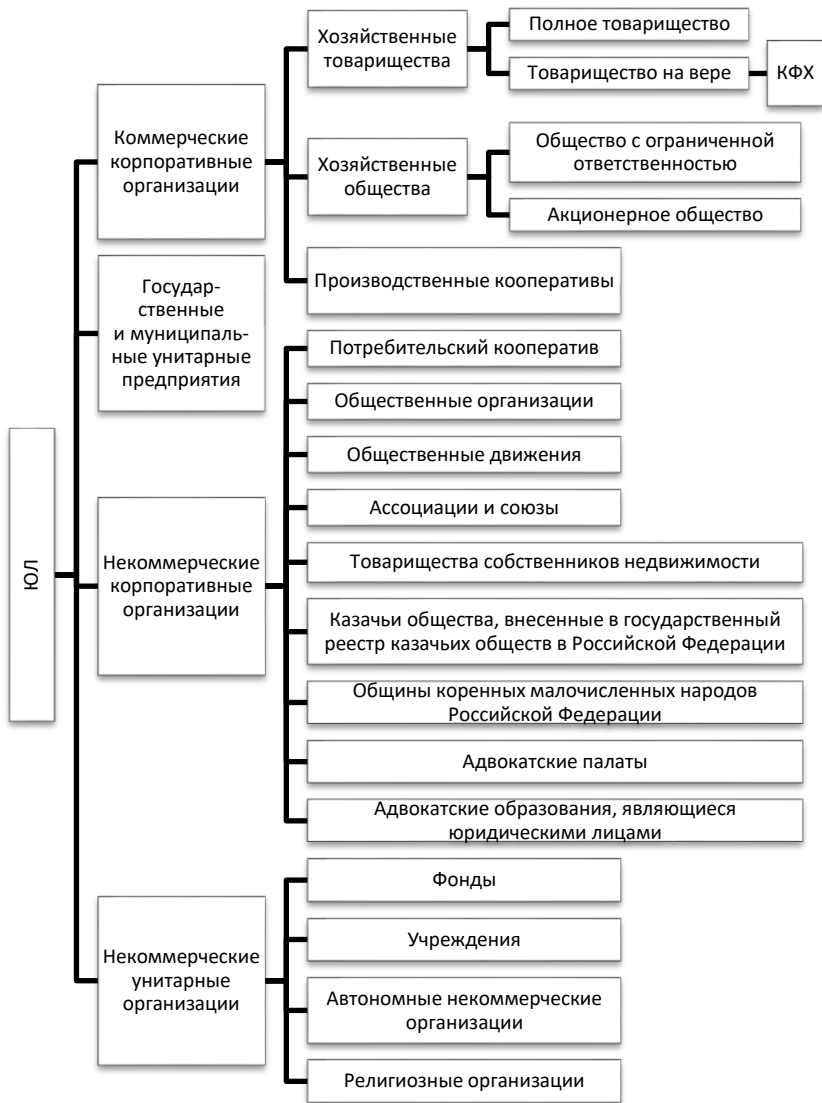 ЮЛ
Коммерческие
корпоративные
организации
Хозяйственные
товарищества
Полное товарищество
Товарищество на вере
КФХ
Хозяйственные
общества
Общество с ограниченной
ответственностью
Акционерное общество
Производственные кооперативы
Государ-
ственные
и муниципаль-
ные унитарные
предприятия
Некоммерческие
корпоративные
организации
Потребительский кооператив
Общественные организации
Общественные движения
Ассоциации и союзы
Товарищества собственников недвижимости
Казачьи общества, внесенные в государственный
реестр казачьих обществ в Российской Федерации
Общины коренных малочисленных народов
Российской Федерации
Адвокатские палаты
Адвокатские образования, являющиеся
юридическими лицами
Некоммерческие
унитарные
организации
Фонды
Учреждения
Автономные некоммерческие
организации
Религиозные организации